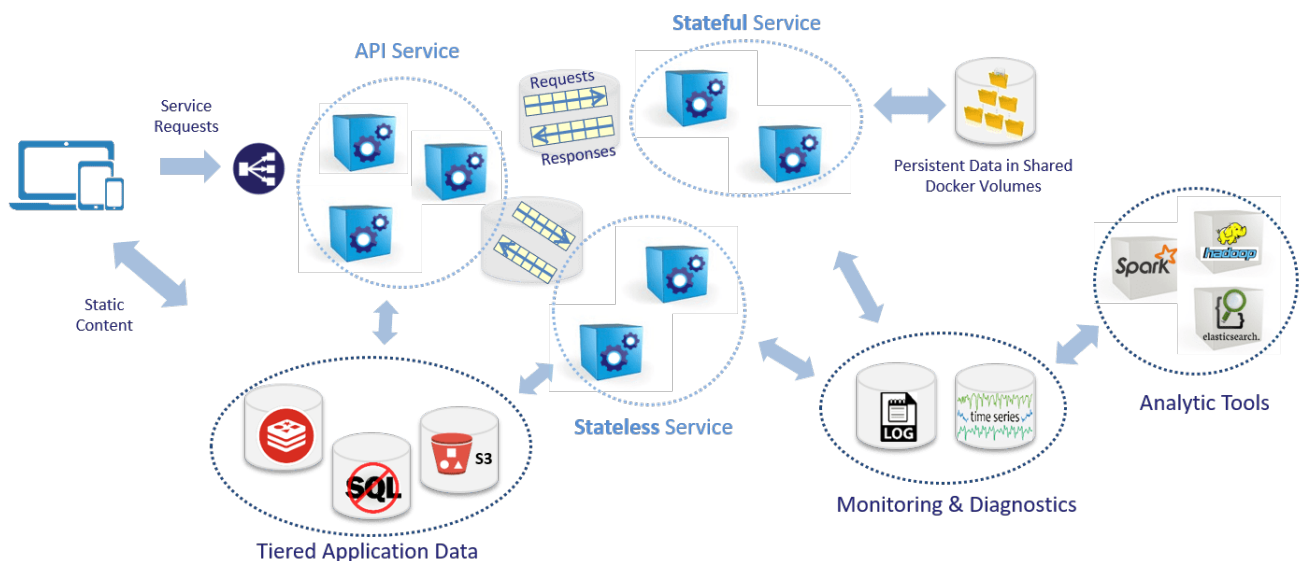 Stateful Service
API Service
Requests
Responses
Service
Requests
Persistent Data in Shared
Docker Volumes
Static
Content
Spark
hadoop
elasticsearch.
Analytic Tools
LOG
time series
Monitoring & Diagnostics
Stateless Service
SQL
S3
Tiered Application Data